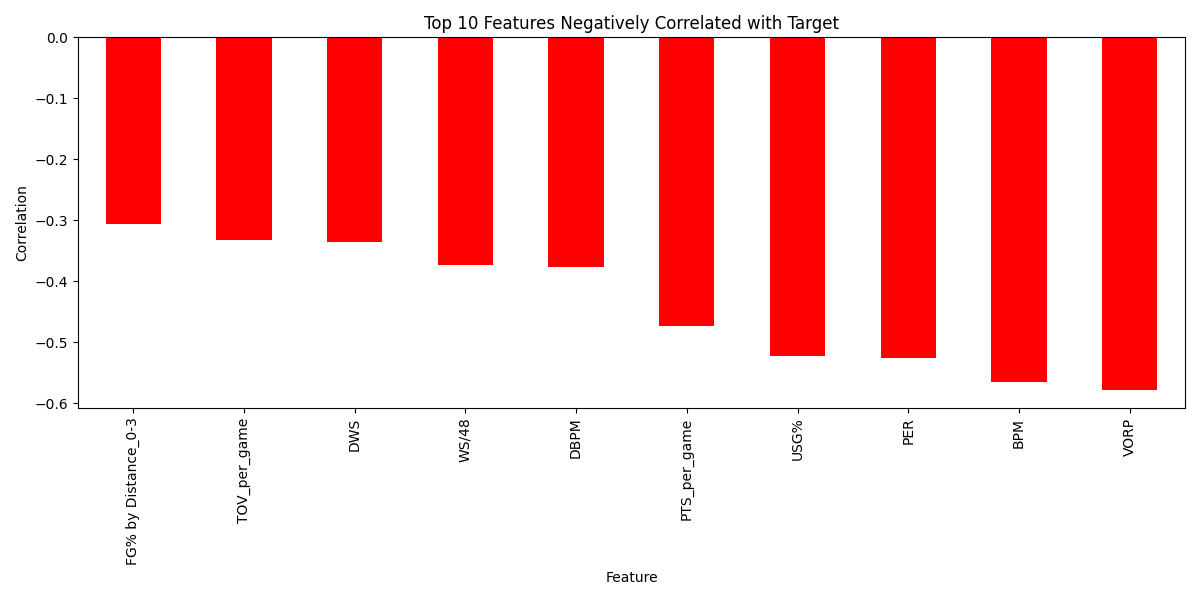 Top 10 Features Negatively Correlated with Target
0.0
−0.1
−0.2
−0.3
−0.4
−0.5
−0.6
Correlation
FG% by Distance_0-3
TOV_per_game
DWS
WS/48
DBPM
PTS_per_game
USG%
PER
BPM
VORP
Feature